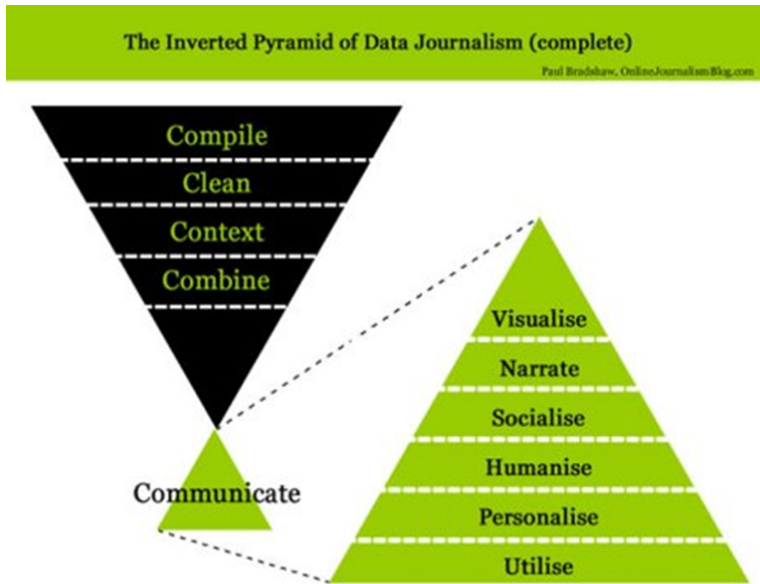 The Inverted Pyramid of Data Journalism (complete)
Paul Bradshaw, OnlineJournalismBlog.com
Compile
Clean
Context
Combine
Communicate
Visualise
Narrate
Socialise
Humanise
Personalise
Utilise